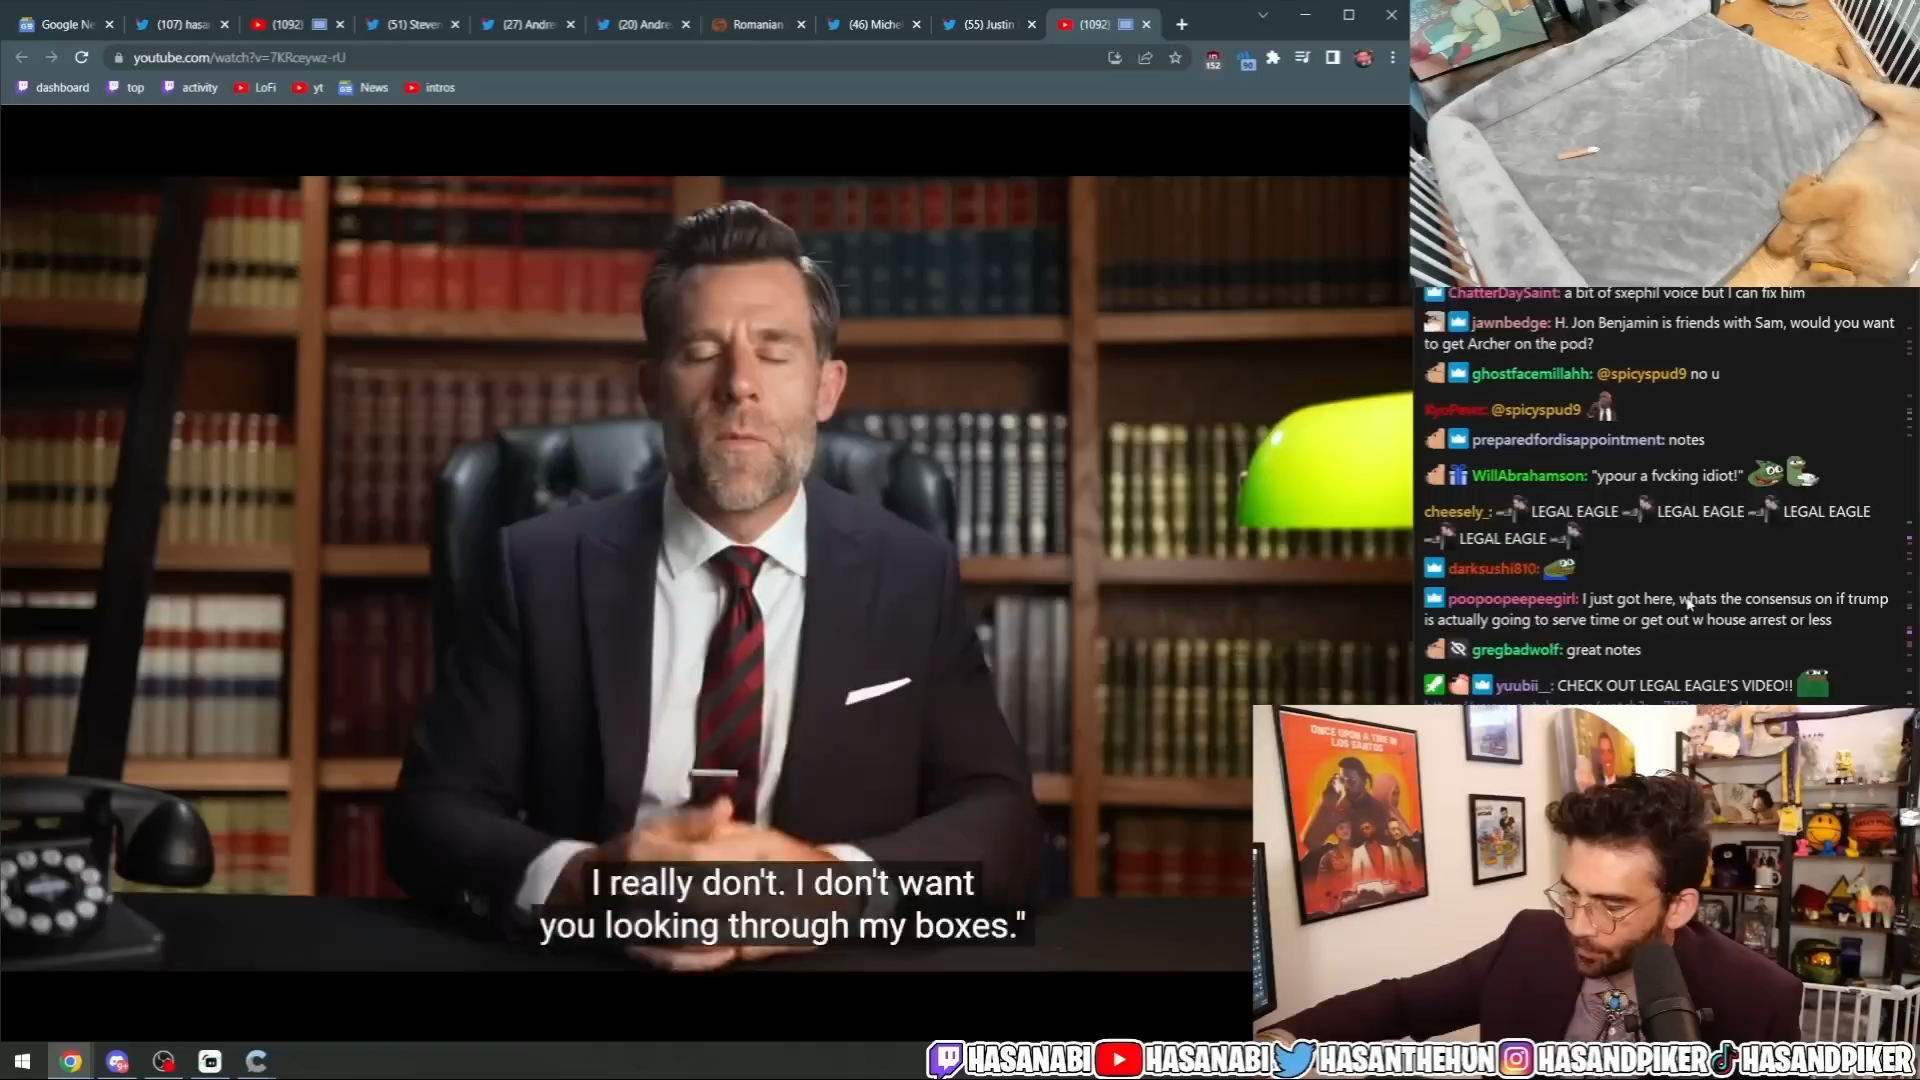 Google Ne
(107) hasa
(1092)
(51) Steven
(27) Andre
(20) Andre
Romanian
(46) Miche
(55) Justin
(1092)
youtube.com/watch?v=7KRceywz-rU
152
90
dashboard
top
activity
LoFi
yt
News
intros
ChatterDaySaint: a bit of sxephil voice but I can fix him
jawnbedge: H. Jon Benjamin is friends with Sam, would you want
to get Archer on the pod?
ghostfacemillahh: @spicyspud9 no u
KyoPewz: @spicyspud9
preparedfordisappointment: notes
WillAbrahamson: "ypour a fvcking idiot!"
cheesely_: LEGAL EAGLE LEGAL EAGLE LEGAL EAGLE
LEGAL EAGLE
darksushi810:
poopoopeepeegirl: I just got here, whats the consensus on if trump
is actually going to serve time or get out w house arrest or less
gregbadwolf: great notes
yuubii__: CHECK OUT LEGAL EAGLE'S VIDEO!!
I really don't. I don't want
you looking through my boxes."
ONCE UPON A TIME IN
LOS SANTOS
HASANABI HASANABI HASANTHEHUN HASANDPIKER HASANDPIKER